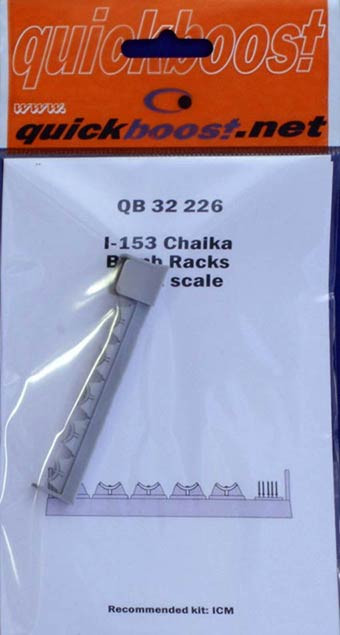 quickboost
www.
quickboost.net
QB 32 226
I-153 Chaika
Racks
scale
Recommended kit: ICM